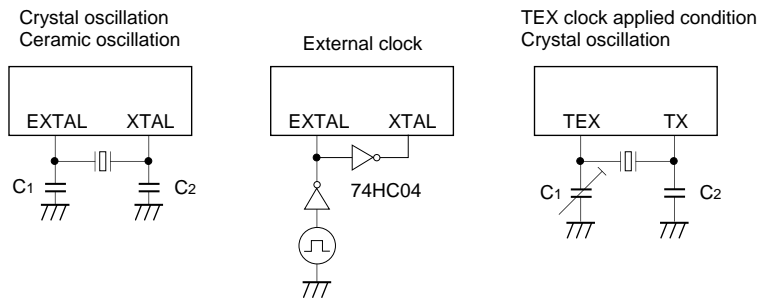 Crystal oscillation
Ceramic oscillation
EXTAL XTAL
C1 C2
External clock
EXTAL XTAL
74HC04
TEX clock applied condition
Crystal oscillation
TEX TX
C1 C2